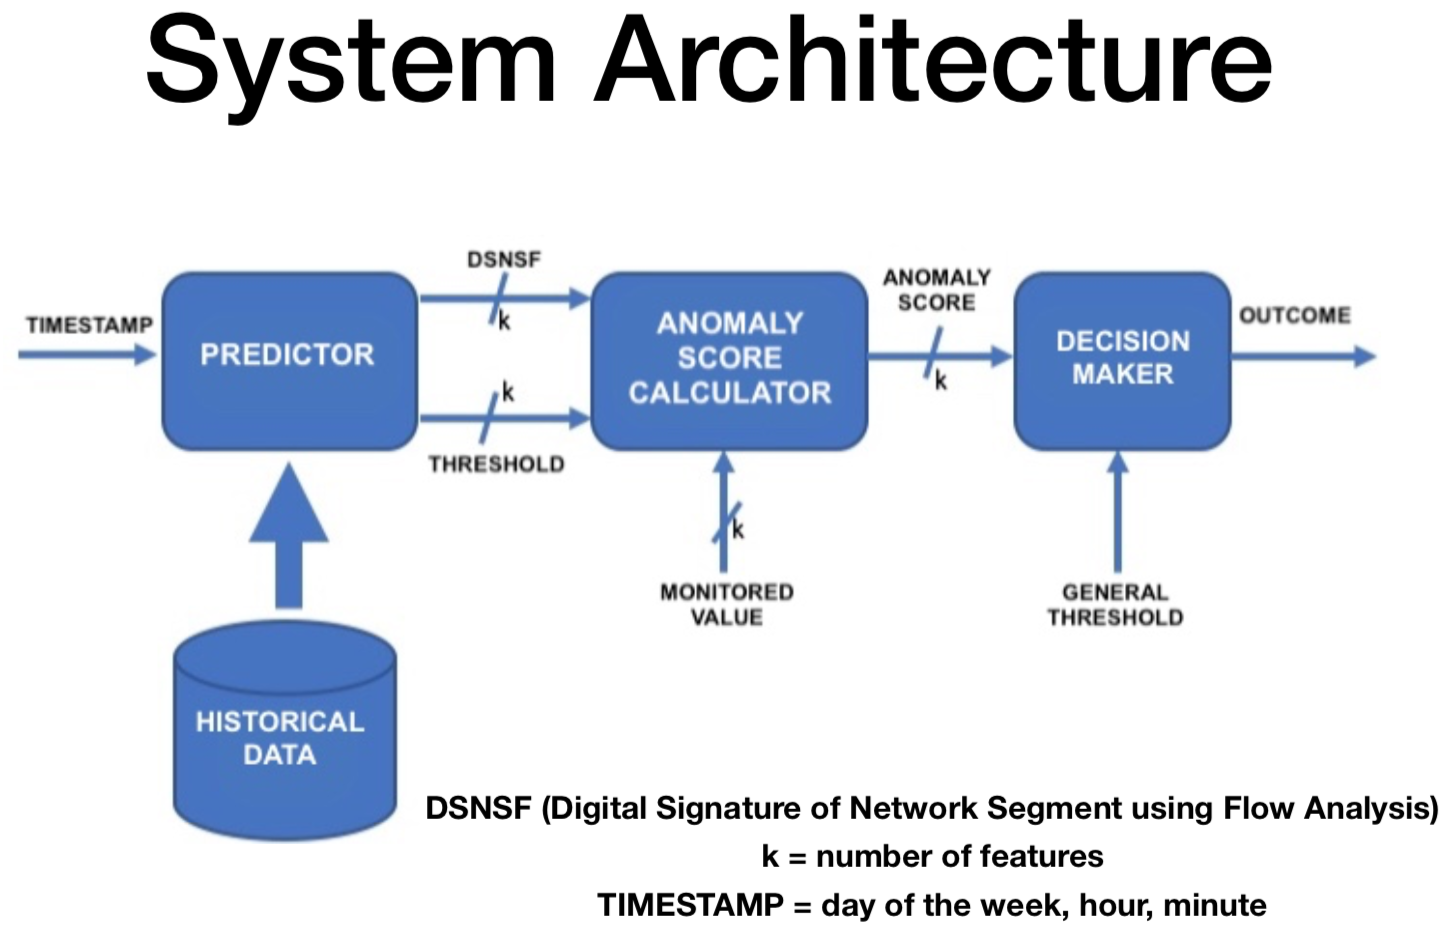 System Architecture
TIMESTAMP
PREDICTOR
DSNSF
k
k
THRESHOLD
ANOMALY
SCORE
CALCULATOR
ANOMALY
SCORE
k
DECISION
MAKER
OUTCOME
k
MONITORED
VALUE
GENERAL
THRESHOLD
HISTORICAL
DATA
DSNSF (Digital Signature of Network Segment using Flow Analysis)
k = number of features
TIMESTAMP = day of the week, hour, minute